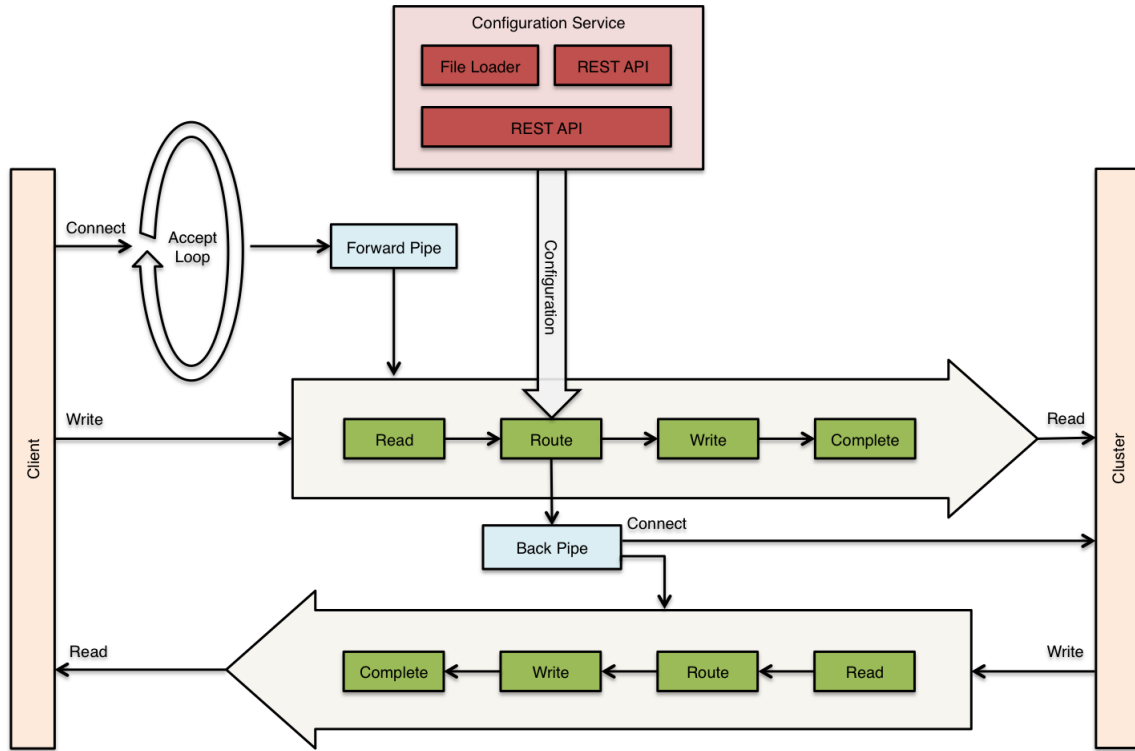 Configuration Service
File Loader
REST API
REST API
Connect
Accept
Loop
Forward Pipe
Configuration
Client
Write
Read
Route
Write
Complete
Read
Cluster
Back Pipe
Connect
Read
Complete
Write
Route
Read
Write